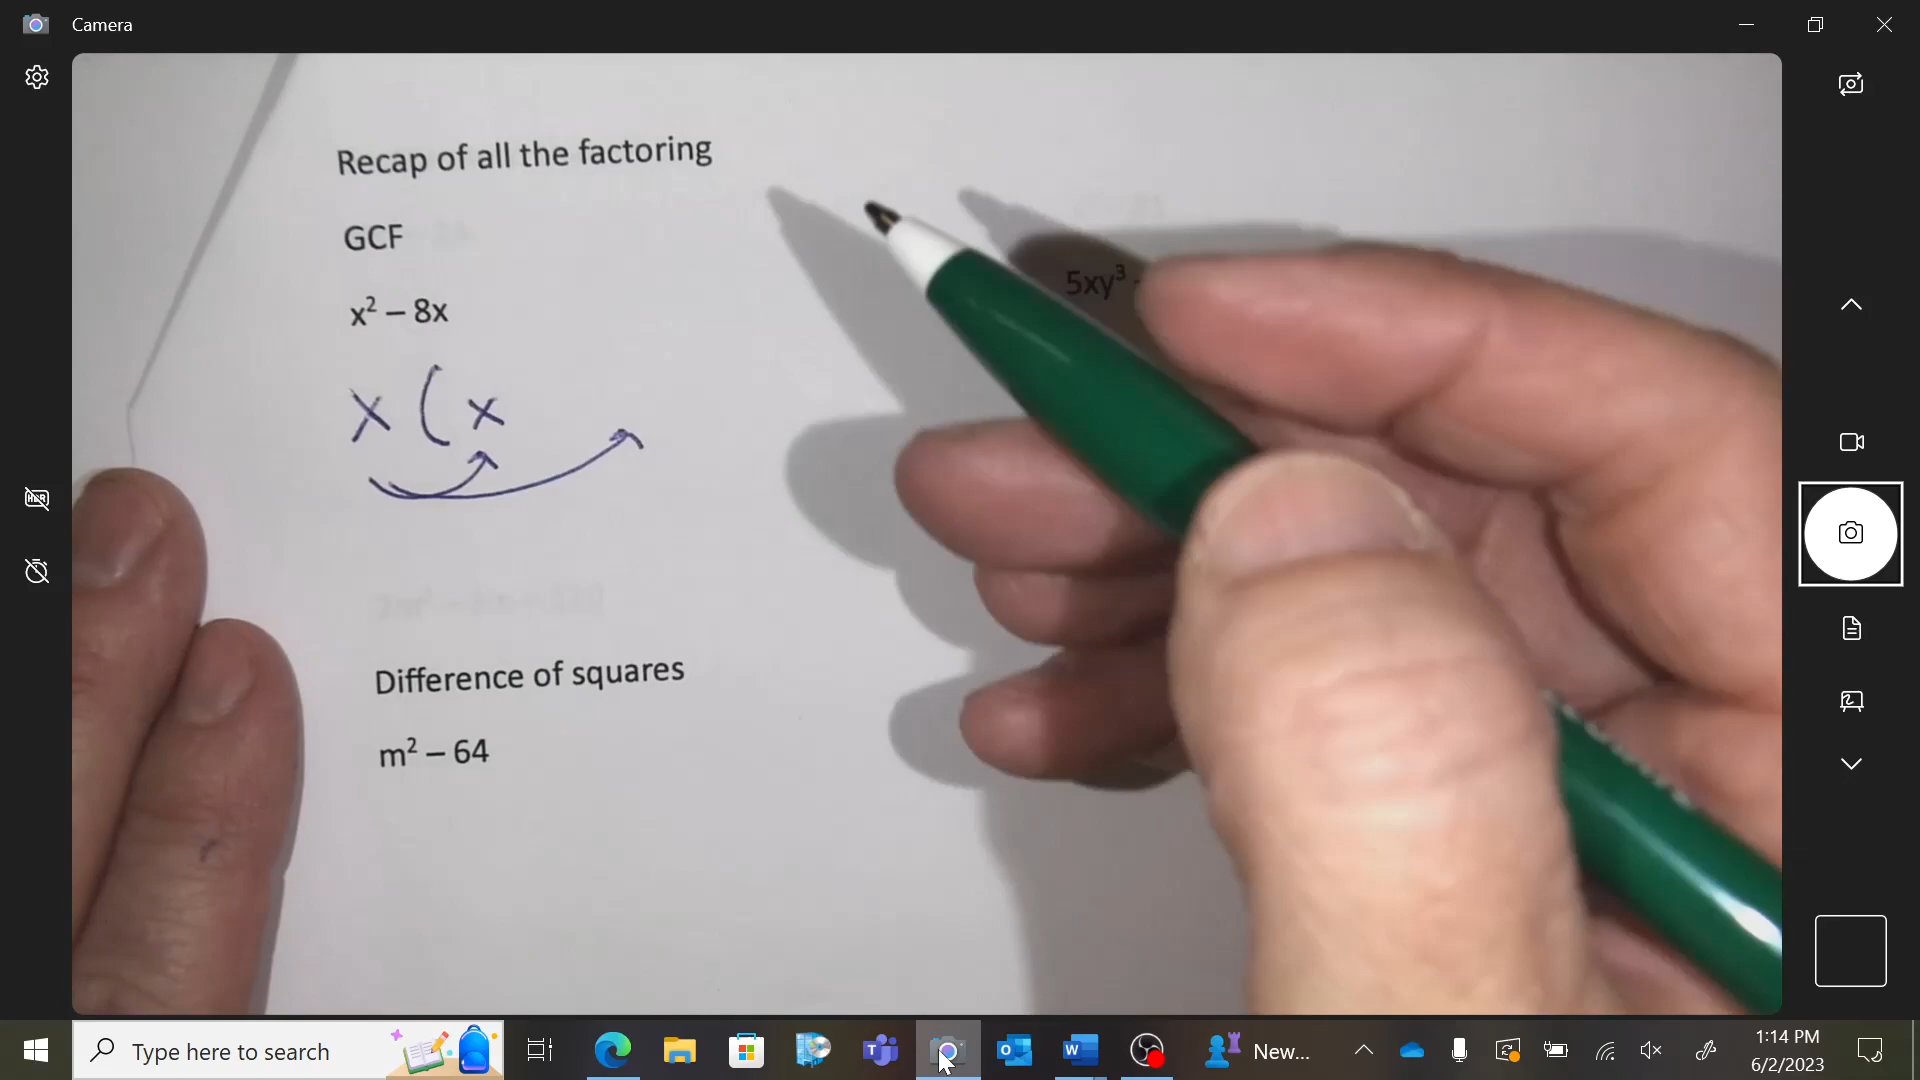 Camera
Recap of all the factoring
GCF
x² – 8x
5xy³
x ( x
Difference of squares
m² – 64
Type here to search
New...
1:14 PM
6/2/2023